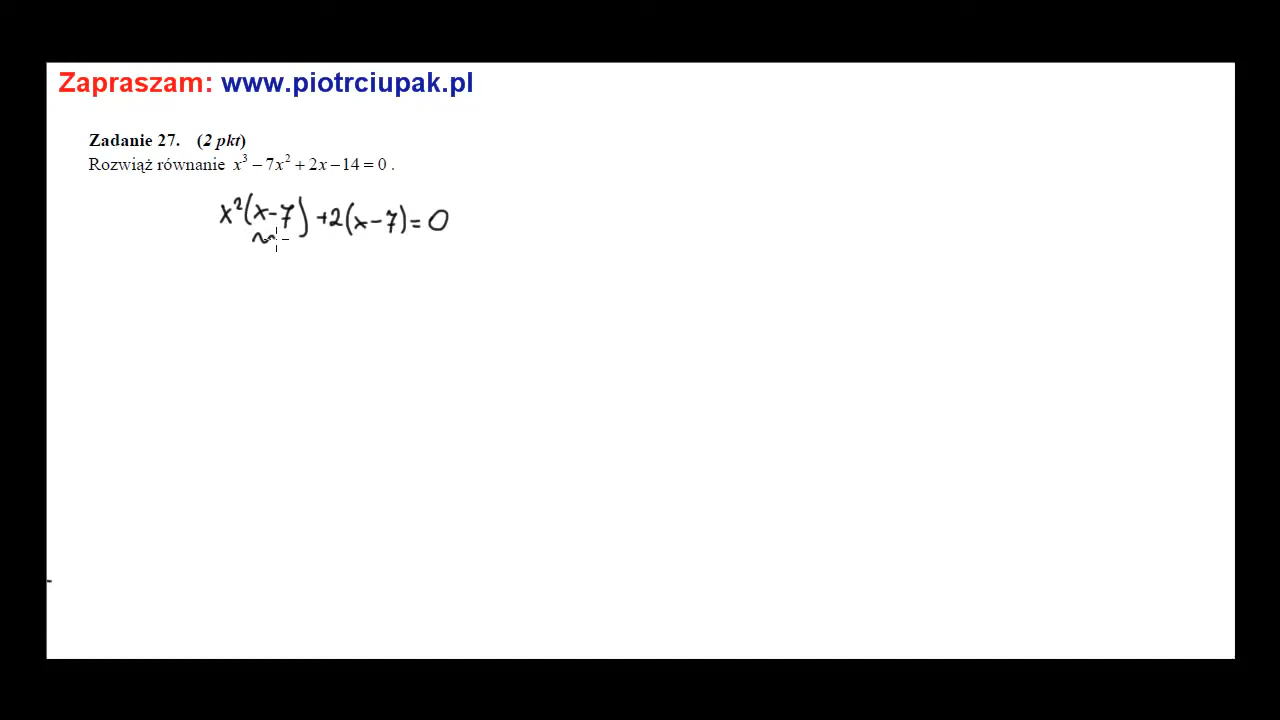 Zapraszam: www.piotrciupak.pl
Zadanie 27. (2 pkt)
Rozwiąż równanie x³ − 7x² + 2x − 14 = 0 .
x²(x−7) +2(x−7) = 0